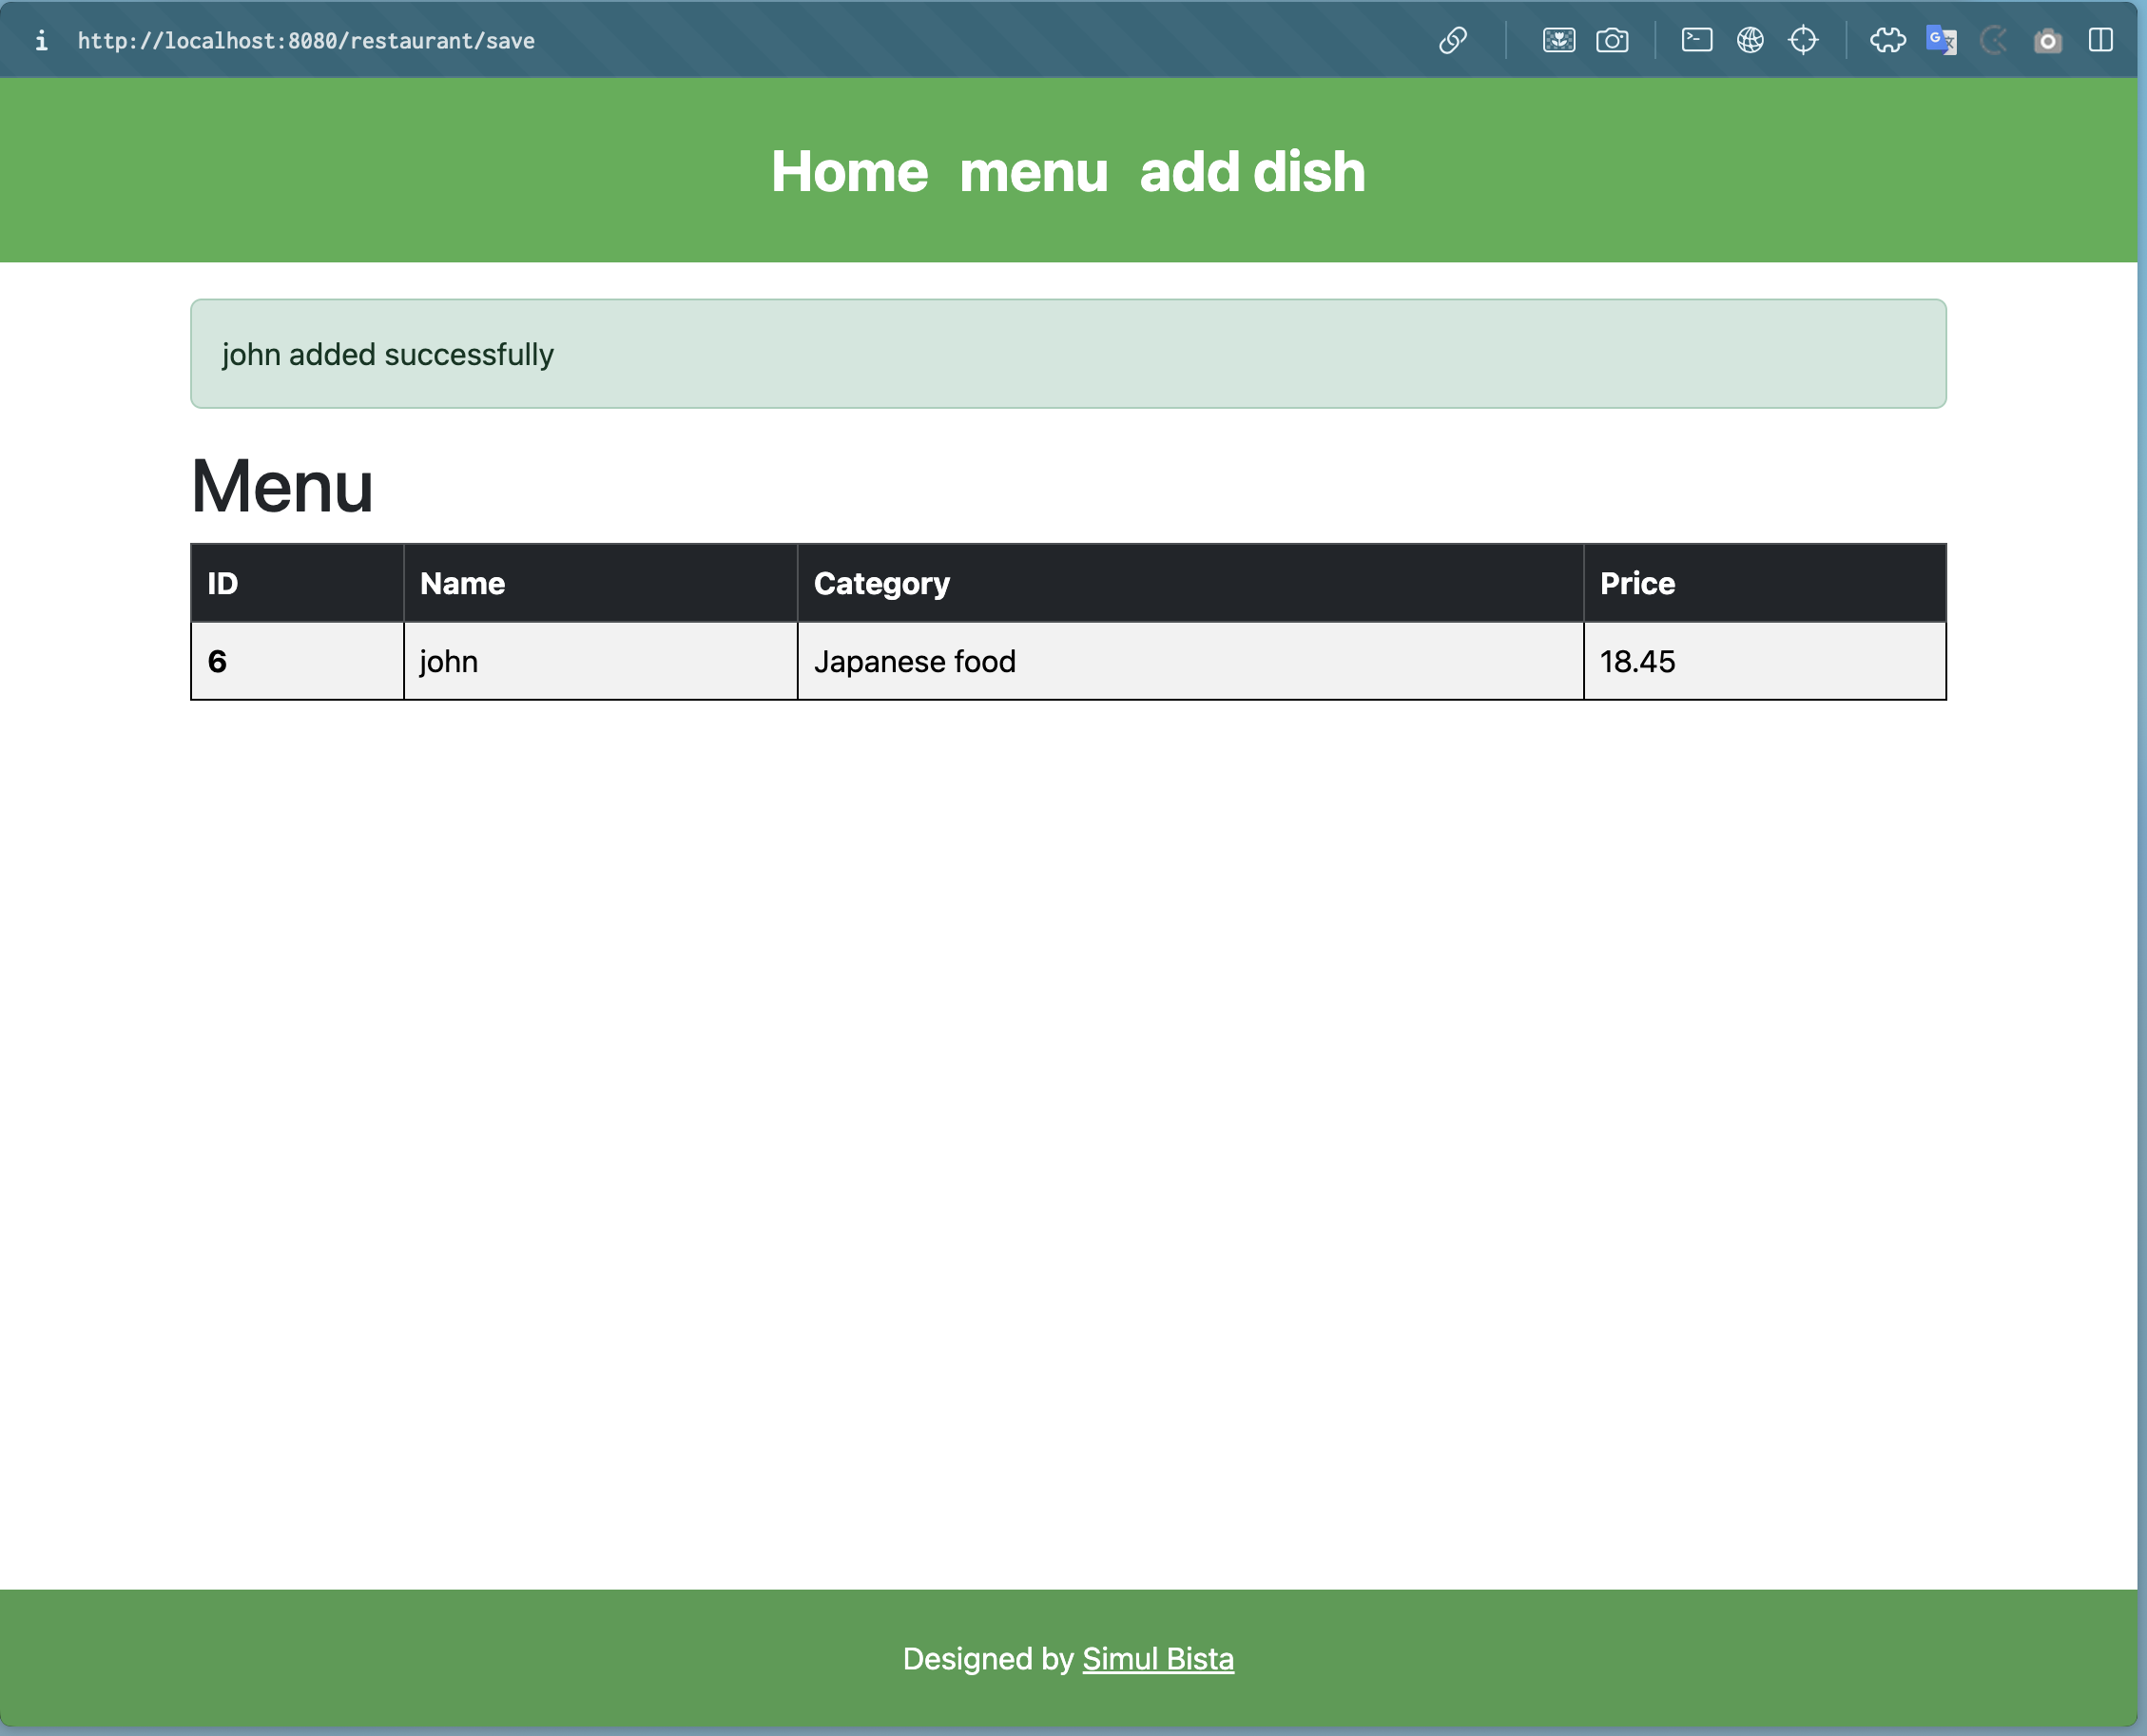 http://localhost:8080/restaurant/save
Home menu add dish
john added successfully
Menu
ID Name Category Price
6 john Japanese food 18.45
Designed by Simul Bista